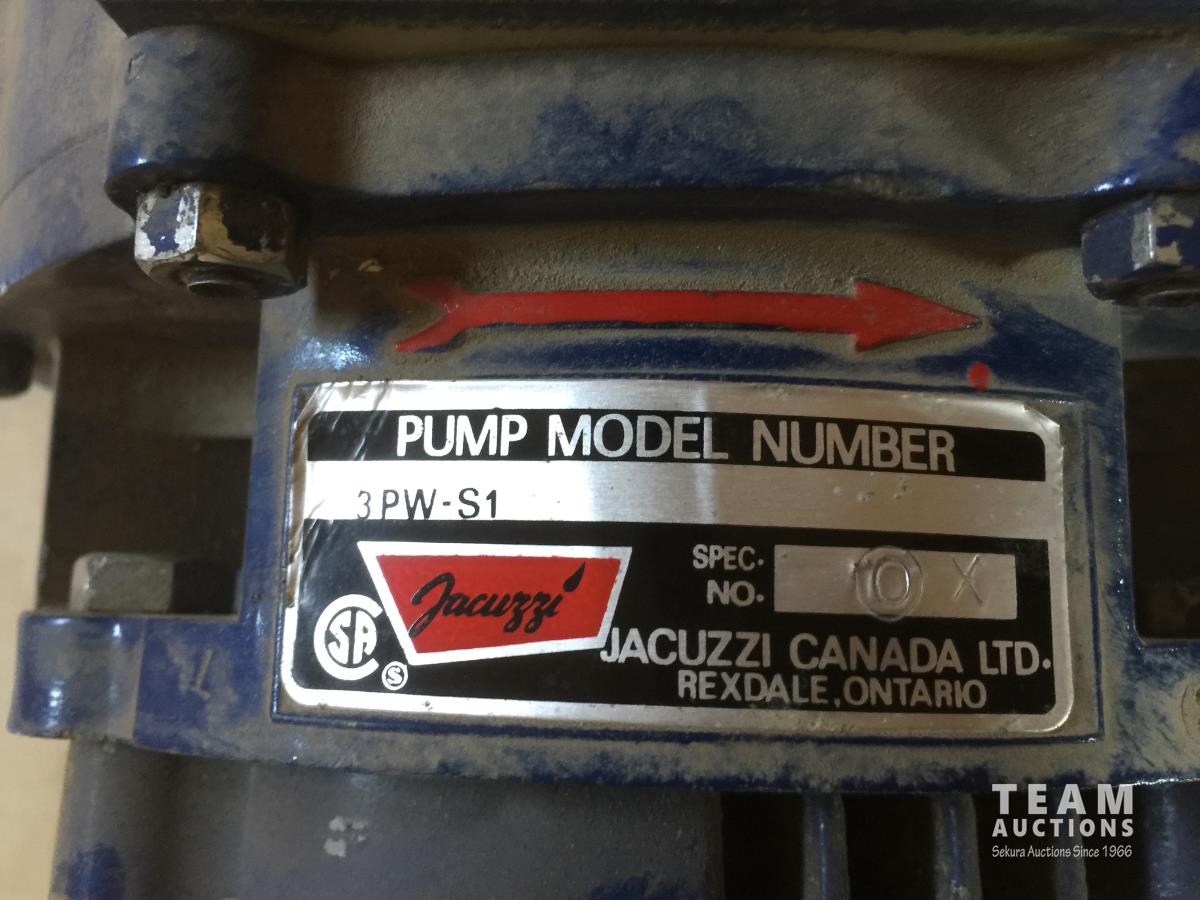 PUMP MODEL NUMBER
3PW-S1
SPEC.
NO. 10 X
Jacuzzi
CSA
S
JACUZZI CANADA LTD.
REXDALE, ONTARIO
TEAM
AUCTIONS
Sekura Auctions Since 1966